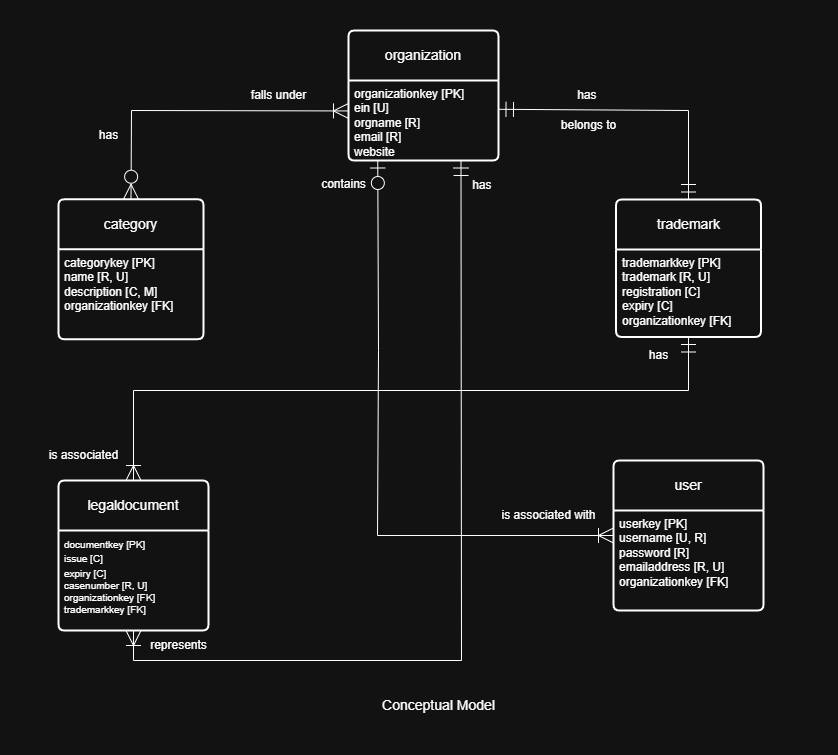 organization
organizationkey [PK]
ein [U]
orgname [R]
email [R]
website
falls under
has
has
belongs to
has
contains
has
category
categorykey [PK]
name [R, U]
description [C, M]
organizationkey [FK]
trademark
trademarkkey [PK]
trademark [R, U]
registration [C]
expiry [C]
organizationkey [FK]
has
is associated
legaldocument
documentkey [PK]
issue [C]
expiry [C]
casenumber [R, U]
organizationkey [FK]
trademarkkey [FK]
represents
is associated with
user
userkey [PK]
username [U, R]
password [R]
emailaddress [R, U]
organizationkey [FK]
Conceptual Model